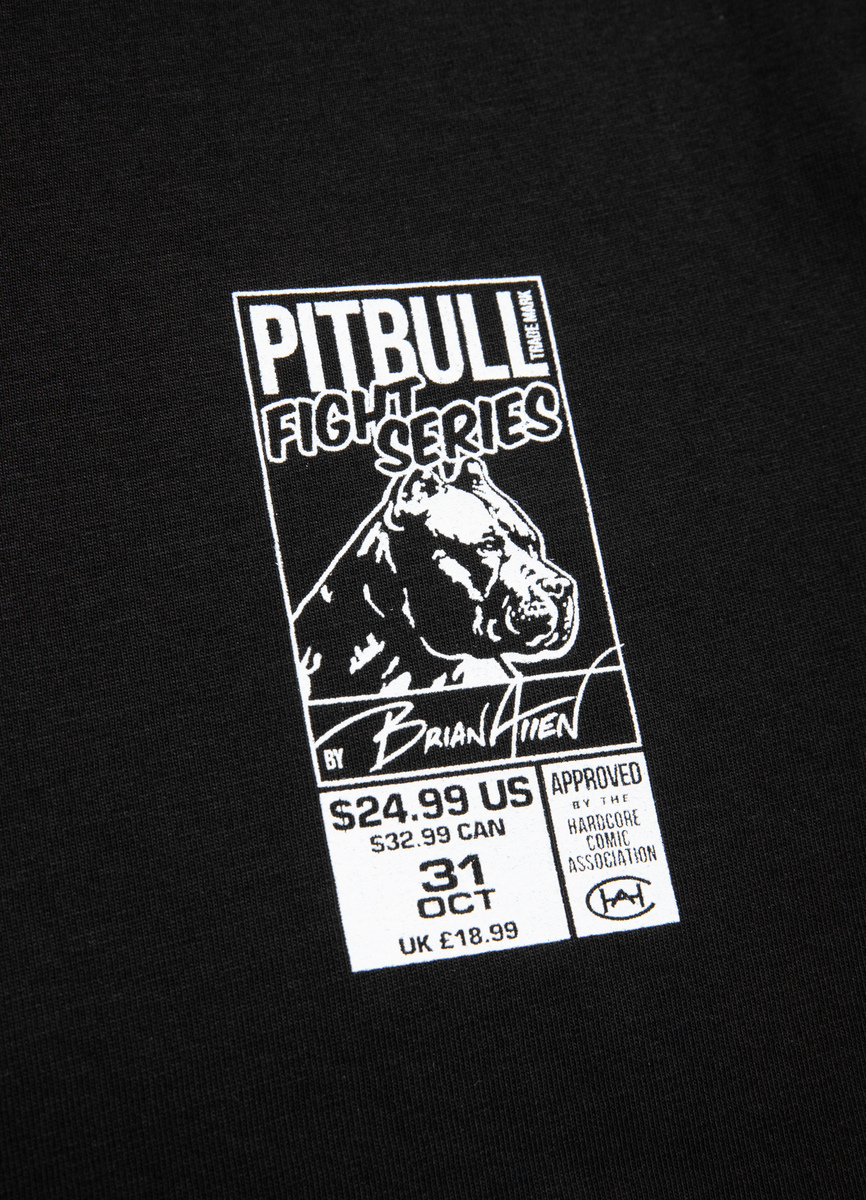 PITBULL
TRADE MARK
FIGHT
SERIES
BY BRIAN AllEN
$24.99 US
$32.99 CAN
31
OCT
UK £18.99
APPROVED
BY THE
HARDCORE
COMIC
ASSOCIATION
CHA